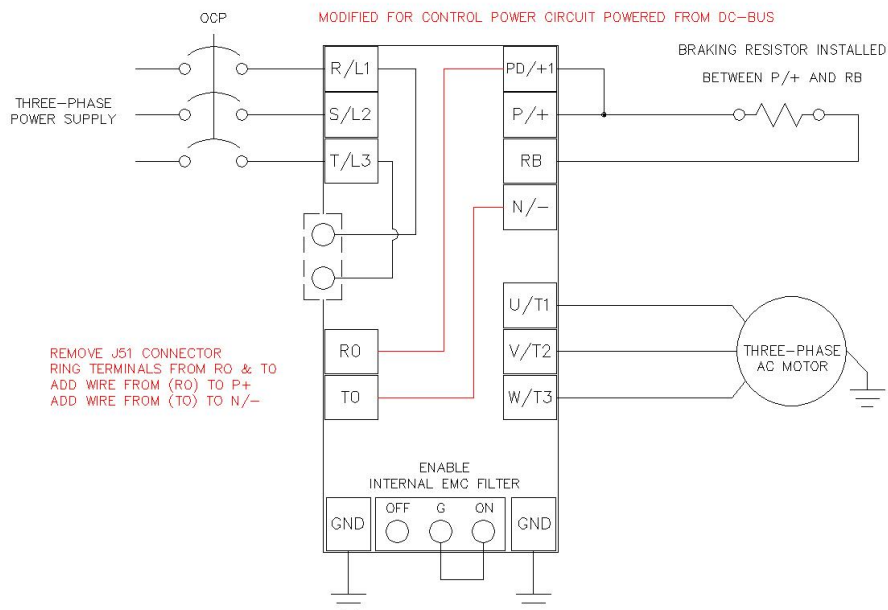 OCP
MODIFIED FOR CONTROL POWER CIRCUIT POWERED FROM DC-BUS
BRAKING RESISTOR INSTALLED
BETWEEN P/+ AND RB
THREE-PHASE
POWER SUPPLY
R/L1
S/L2
T/L3
PD/+1
P/+
RB
N/-
U/T1
V/T2
W/T3
THREE-PHASE
AC MOTOR
RO
TO
REMOVE J51 CONNECTOR
RING TERMINALS FROM RO & TO
ADD WIRE FROM (RO) TO P+
ADD WIRE FROM (TO) TO N/-
ENABLE
INTERNAL EMC FILTER
OFF G ON
GND
GND